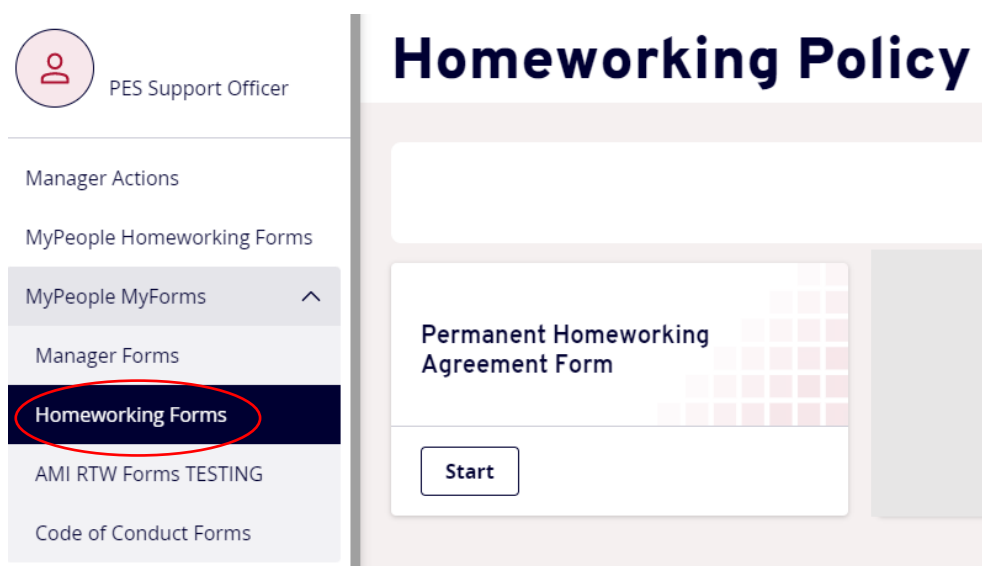 PES Support Officer
Manager Actions
MyPeople Homeworking Forms
MyPeople MyForms
Manager Forms
Homeworking Forms
AMI RTW Forms TESTING
Code of Conduct Forms
Homeworking Policy
Permanent Homeworking
Agreement Form
Start